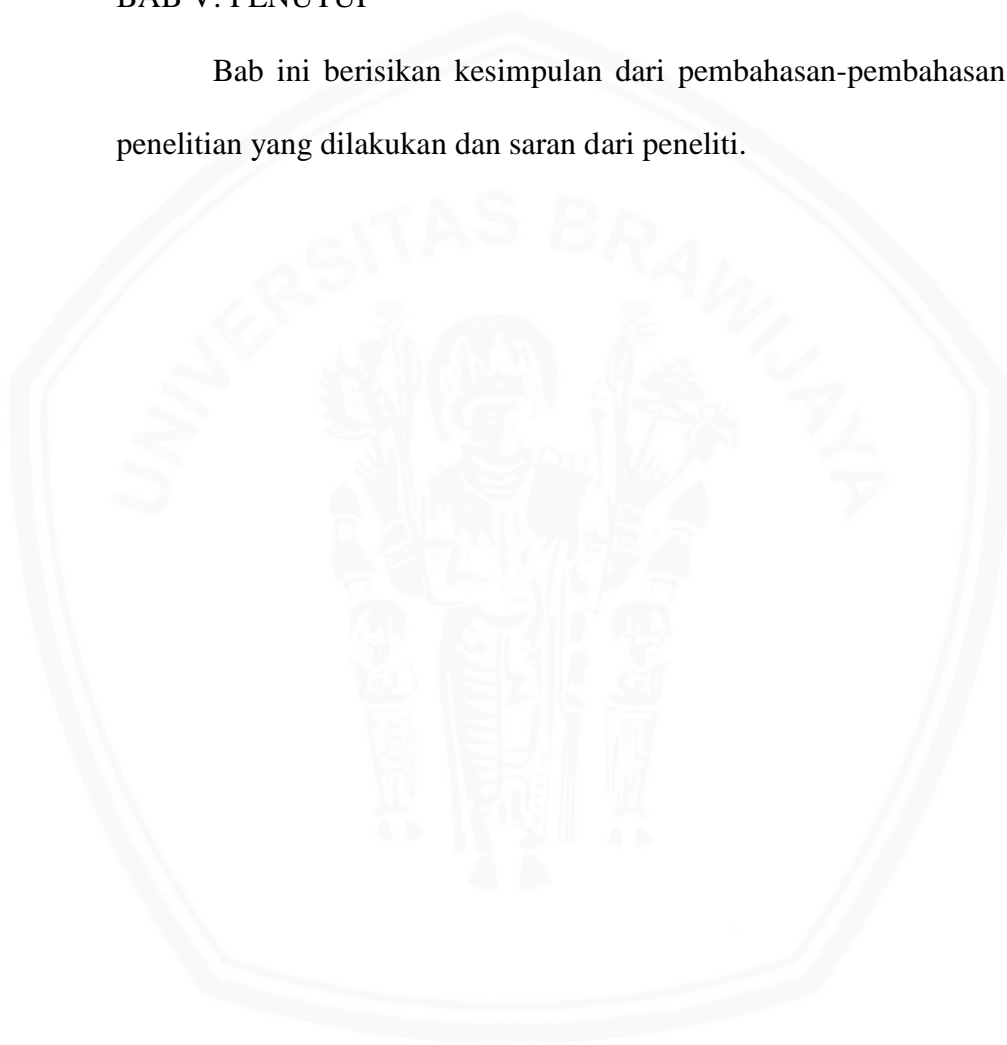 BAB V. PENUTUP
Bab ini berisikan kesimpulan dari pembahasan-pembahasan
penelitian yang dilakukan dan saran dari peneliti.
UNIVERSITAS BRAWIJAYA